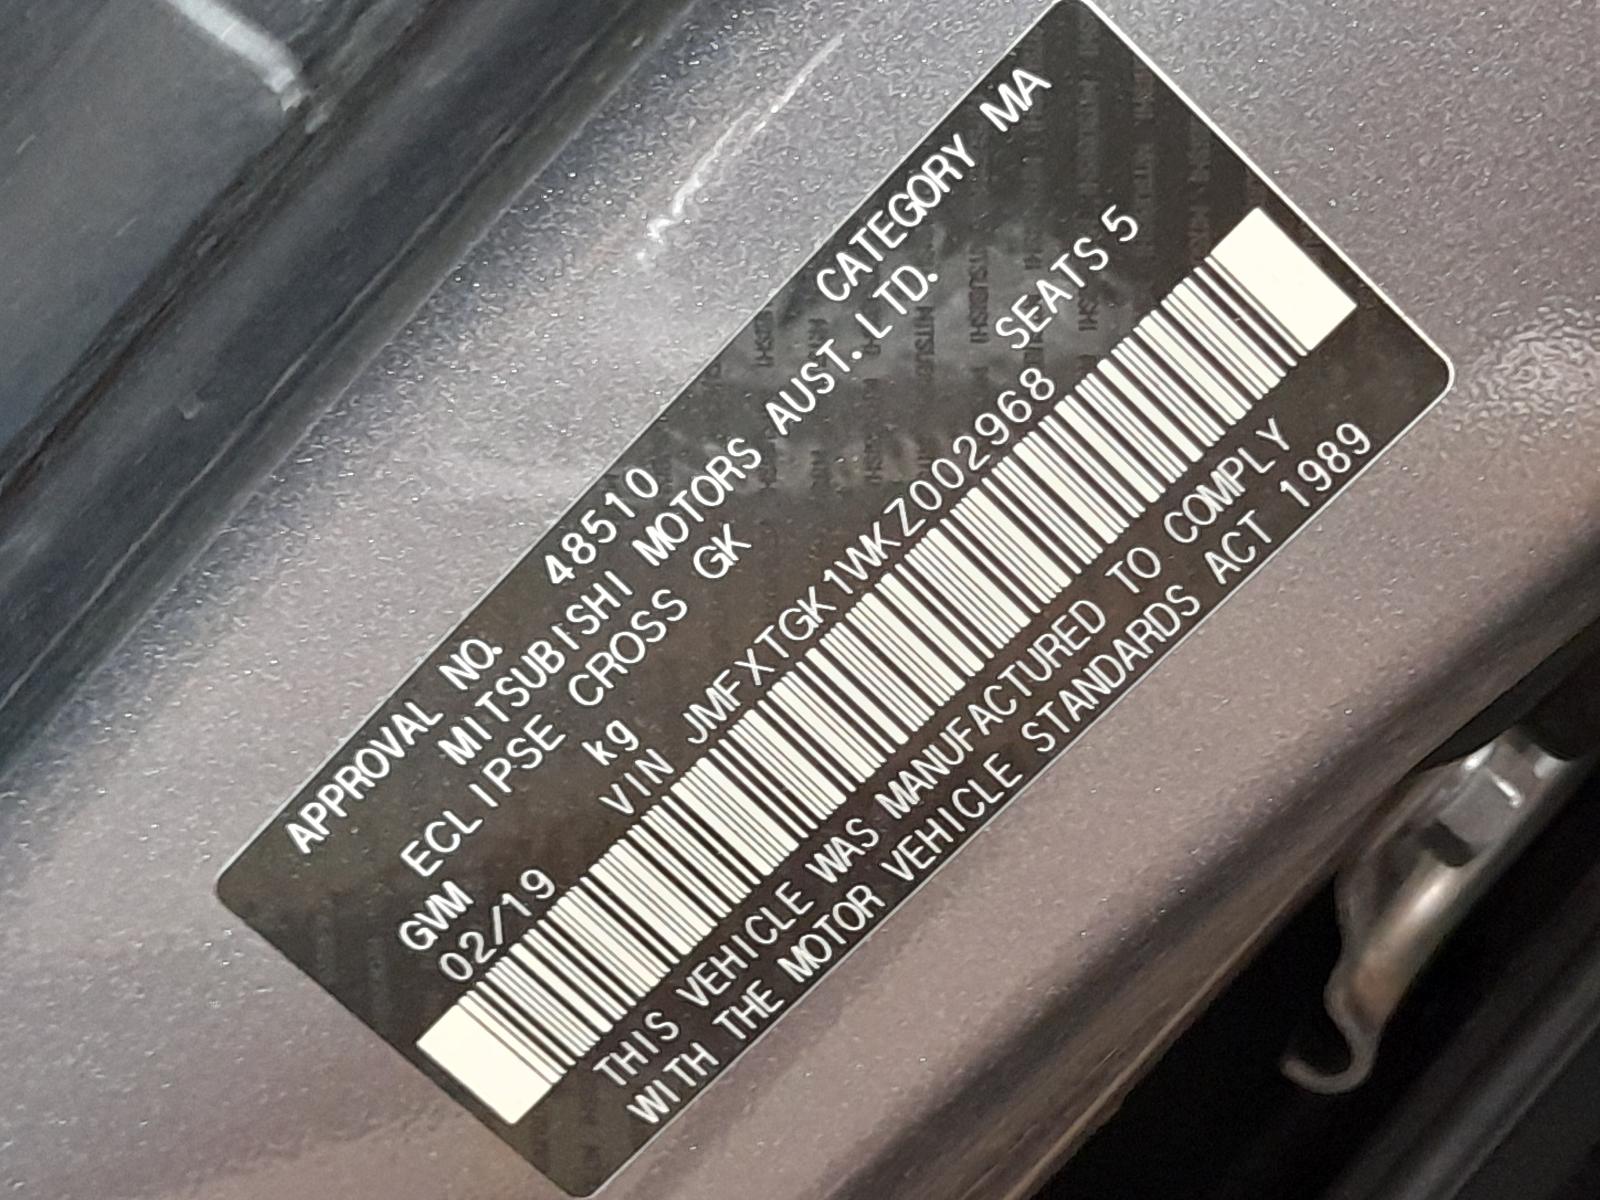 APPROVAL NO. 48510 CATEGORY MA
MITSUBISHI MOTORS AUST. LTD.
ECLIPSE CROSS GK
GVM kg SEATS 5
02/19 VIN JMFXTGK1WKZ002968
THIS VEHICLE WAS MANUFACTURED TO COMPLY
WITH THE MOTOR VEHICLE STANDARDS ACT 1989